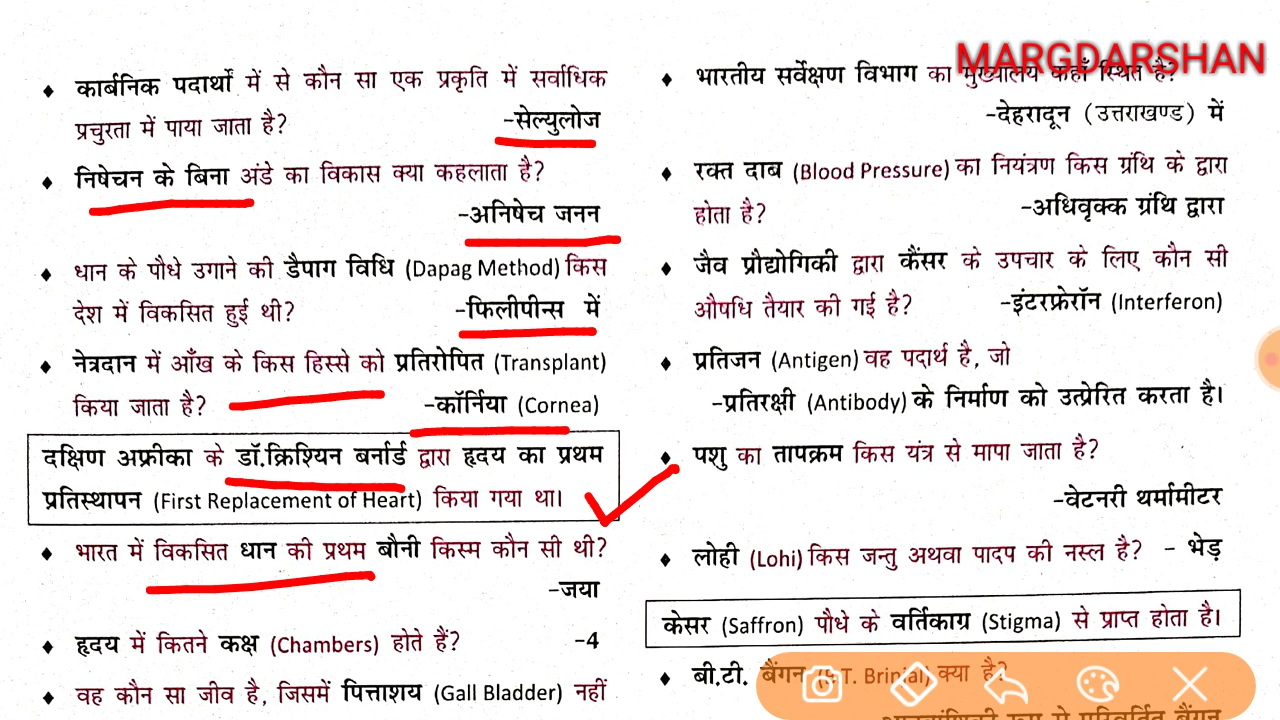 MARGDARSHAN
♦ कार्बनिक पदार्थों में से कौन सा एक प्रकृति में सर्वाधिक
प्रचुरता में पाया जाता है? -सेल्युलोज
♦ निषेचन के बिना अंडे का विकास क्या कहलाता है?
-अनिषेच जनन
♦ धान के पौधे उगाने की डैपाग विधि (Dapag Method) किस
देश में विकसित हुई थी? -फिलीपीन्स में
♦ नेत्रदान में आँख के किस हिस्से को प्रतिरोपित (Transplant)
किया जाता है? -कॉर्निया (Cornea)
दक्षिण अफ्रीका के डॉ.क्रिश्यिन बर्नार्ड द्वारा हृदय का प्रथम
प्रतिस्थापन (First Replacement of Heart) किया गया था।
♦ भारत में विकसित धान की प्रथम बौनी किस्म कौन सी थी?
-जया
♦ हृदय में कितने कक्ष (Chambers) होते हैं? -4
♦ वह कौन सा जीव है, जिसमें पित्ताशय (Gall Bladder) नहीं
♦ भारतीय सर्वेक्षण विभाग का मुख्यालय कहाँ स्थित है?
-देहरादून (उत्तराखण्ड) में
♦ रक्त दाब (Blood Pressure) का नियंत्रण किस ग्रंथि के द्वारा
होता है? -अधिवृक्क ग्रंथि द्वारा
♦ जैव प्रौद्योगिकी द्वारा कैंसर के उपचार के लिए कौन सी
औषधि तैयार की गई है? -इंटरफ्रेरॉन (Interferon)
♦ प्रतिजन (Antigen) वह पदार्थ है, जो
-प्रतिरक्षी (Antibody) के निर्माण को उत्प्रेरित करता है।
♦ पशु का तापक्रम किस यंत्र से मापा जाता है?
-वेटनरी थर्मामीटर
♦ लोही (Lohi) किस जन्तु अथवा पादप की नस्ल है? - भेड़
केसर (Saffron) पौधे के वर्तिकाग्र (Stigma) से प्राप्त होता है।
♦ बी.टी. बैंगन (B.T. Brinjal) क्या है?